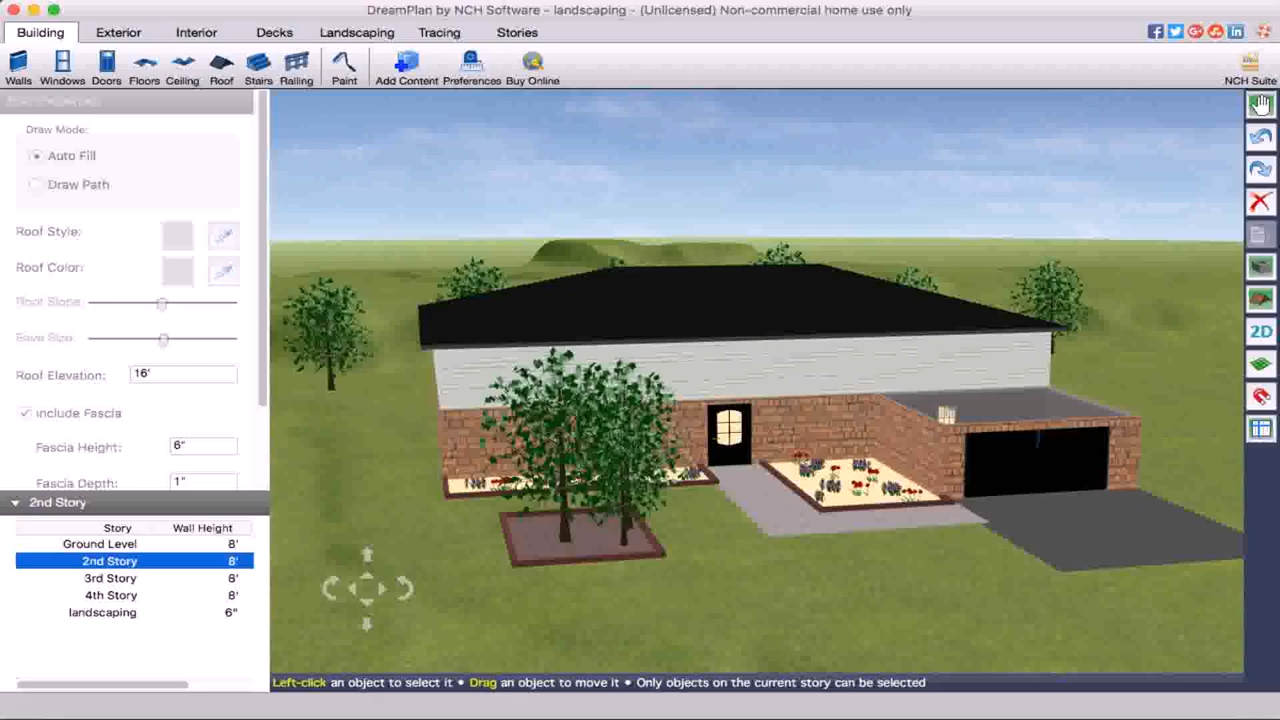 DreamPlan by NCH Software - landscaping - (Unlicensed) Non-commercial home use only
Building Exterior Interior Decks Landscaping Tracing Stories
Walls Windows Doors Floors Ceiling Roof Stairs Railing Paint Add Content Preferences Buy Online NCH Suite
Draw Mode:
Auto Fill
Draw Path
Roof Style:
Roof Color:
Roof Slope:
Eave Size:
Roof Elevation: 16'
Include Fascia
Fascia Height: 6"
Fascia Depth: 1"
2D
2nd Story
Story Wall Height
Ground Level 8'
2nd Story 8'
3rd Story 8'
4th Story 8'
landscaping 6"
Left-click an object to select it • Drag an object to move it • Only objects on the current story can be selected